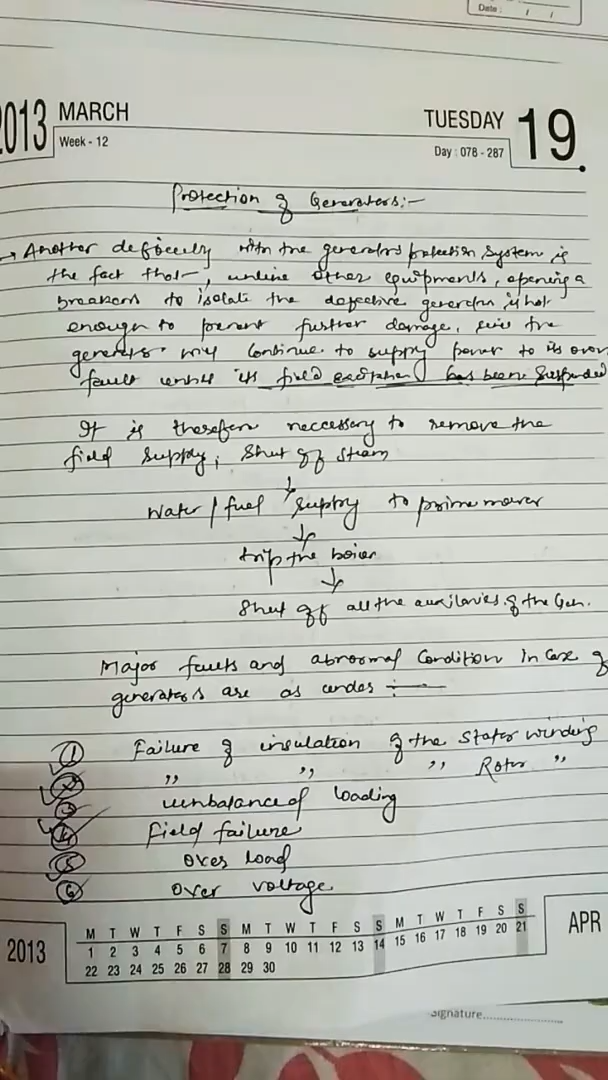 Date: / /
2013 MARCH
Week - 12
TUESDAY 19
Day : 078 - 287
Protection of Generators:-
→ Another deficulty with the generators protection system is
the fact that, unlike other equipments, opening a
breakers to isolate the defective generator is not
enough to prevent further damage, since the
generator will continue to supply power to its own
fault until its field excitation has been suspended
It is therefore neccessary to remove the
field supply, Shut off steam
↓
Water / fuel supply to prime mover
↓
trip the boier
↓
Shut off all the auxilaries of the Gen.
Major faults and abnormal Condition in Case of
generators are as under :—
① Failure of insulation of the Stator winding
② ,, ,, ,, Rotor ,,
③ unbalance of loading
④ Field failure
⑤ over load
⑥ over voltage
2013
M T W T F S S M T W T F S S M T W T F S S
1 2 3 4 5 6 7 8 9 10 11 12 13 14 15 16 17 18 19 20 21
22 23 24 25 26 27 28 29 30
APR
Signature